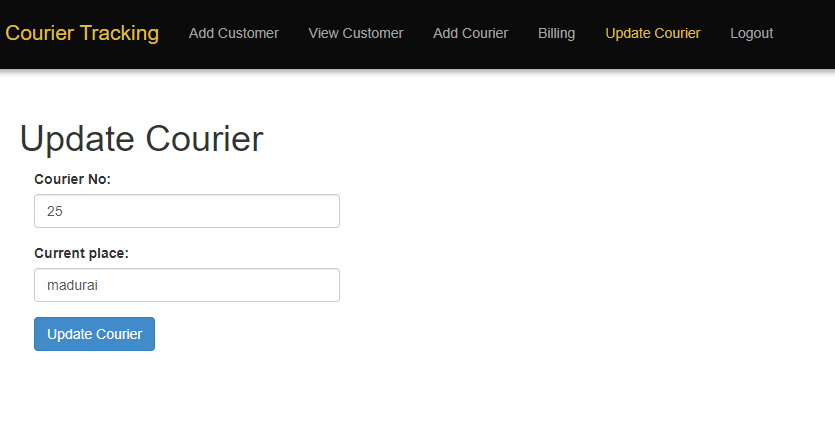 Courier Tracking Add Customer View Customer Add Courier Billing Update Courier Logout
Update Courier
Courier No:
25
Current place:
madurai
Update Courier